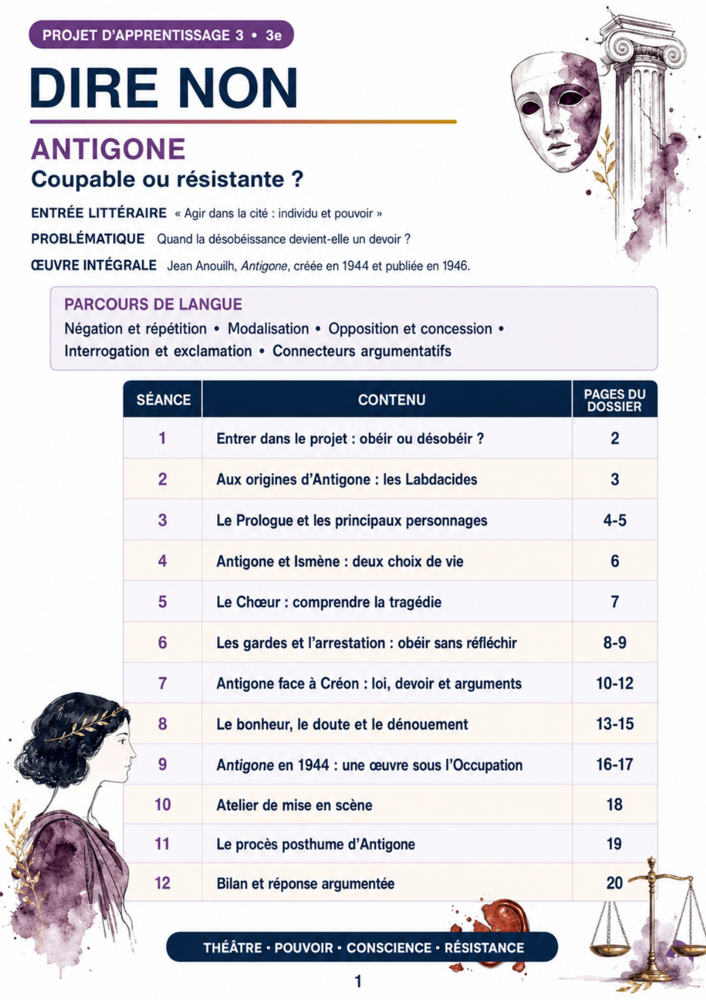 PROJET D’APPRENTISSAGE 3 • 3e
DIRE NON
ANTIGONE
Coupable ou résistante ?
ENTRÉE LITTÉRAIRE « Agir dans la cité : individu et pouvoir »
PROBLÉMATIQUE Quand la désobéissance devient-elle un devoir ?
ŒUVRE INTÉGRALE Jean Anouilh, Antigone, créée en 1944 et publiée en 1946.
PARCOURS DE LANGUE
Négation et répétition • Modalisation • Opposition et concession •
Interrogation et exclamation • Connecteurs argumentatifs
SÉANCE CONTENU PAGES DU DOSSIER
1 Entrer dans le projet : obéir ou désobéir ? 2
2 Aux origines d’Antigone : les Labdacides 3
3 Le Prologue et les principaux personnages 4-5
4 Antigone et Ismène : deux choix de vie 6
5 Le Chœur : comprendre la tragédie 7
6 Les gardes et l’arrestation : obéir sans réfléchir 8-9
7 Antigone face à Créon : loi, devoir et arguments 10-12
8 Le bonheur, le doute et le dénouement 13-15
9 Antigone en 1944 : une œuvre sous l’Occupation 16-17
10 Atelier de mise en scène 18
11 Le procès posthume d’Antigone 19
12 Bilan et réponse argumentée 20
THÉÂTRE • POUVOIR • CONSCIENCE • RÉSISTANCE
1